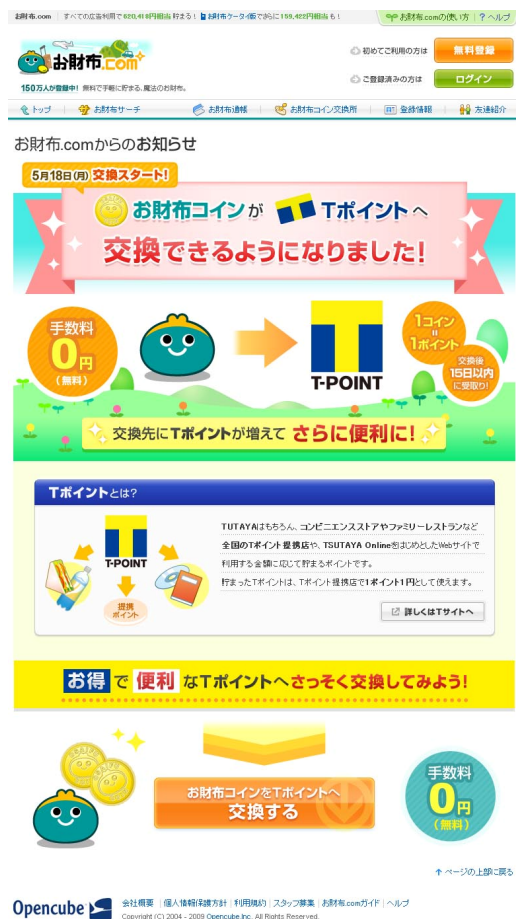 お財布.com すべての広告利用で620,419円相当 貯まる！ お財布ケータイ版でさらに159,422円相当 も！ お財布.comの使い方 ? ヘルプ
お財布.com
初めてご利用の方は 無料登録
150万人が登録中! 無料で手軽に貯まる、魔法のお財布。
ご登録済みの方は ログイン
トップ お財布サーチ お財布通帳 お財布コイン交換所 登録情報 友達紹介
お財布.comからのお知らせ
5月18日(月) 交換スタート!
お財布コインが Tポイントへ
交換できるようになりました!
手数料
0円
(無料)
T-POINT
1コイン
=
1ポイント
交換後
15日以内
に受取り!
交換先にTポイントが増えて さらに便利に!
Tポイントとは?
T-POINT
提携
ポイント
TUTAYAはもちろん、コンビニエンスストアやファミリーレストランなど
全国のTポイント提携店や、TSUTAYA OnlineをはじめとしたWebサイトで
利用する金額に応じて貯まるポイントです。
貯まったTポイントは、Tポイント提携店で1ポイント1円として使えます。
詳しくはTサイトへ
お得 で 便利 なTポイントへさっそく交換してみよう!
お財布コインをTポイントへ
交換する
手数料
0円
(無料)
ページの上部に戻る
Opencube
会社概要 | 個人情報保護方針 | 利用規約 | スタッフ募集 | お財布.comガイド | ヘルプ
Copyright (C) 2004 - 2009 Opencube,Inc. All Rights Reserved.